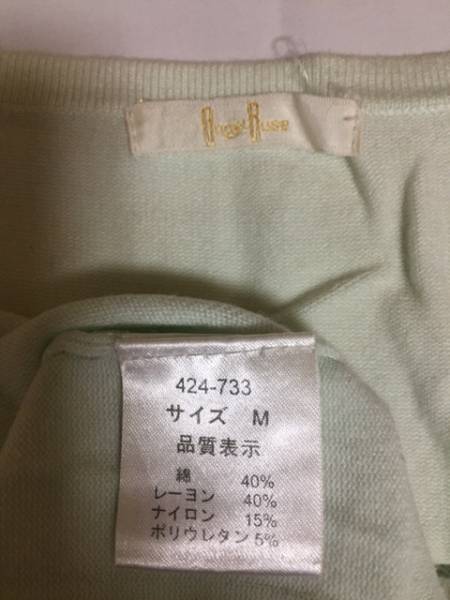 424-733
サイズ M
品質表示
綿 40%
レーヨン 40%
ナイロン 15%
ポリウレタン 5%